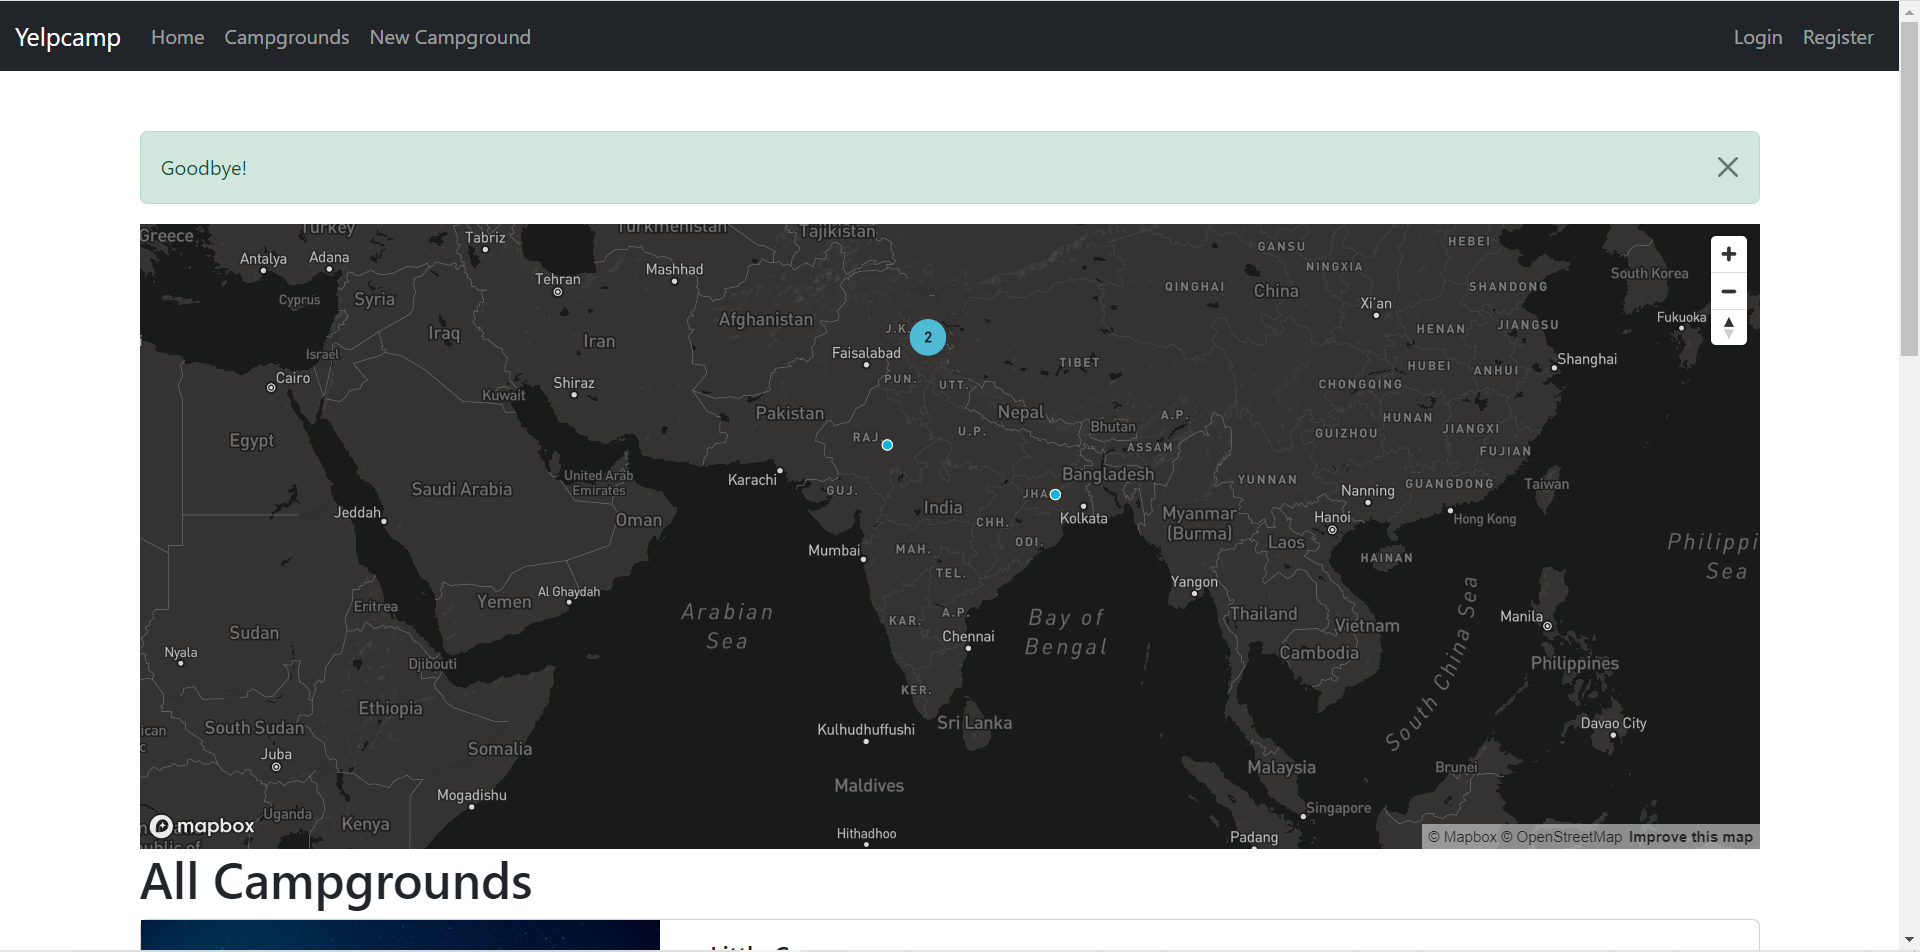 Yelpcamp Home Campgrounds New Campground Login Register
Goodbye!
Greece
Turkey
Turkmenistan
Tajikistan
Tabriz
Antalya
Adana
Tehran
Mashhad
GANSU
HEBEI
NINGXIA
South Korea
Cyprus
Syria
Afghanistan
QINGHAI
China
SHANDONG
Xi'an
Iraq
Iran
J.K.
2
HENAN
JIANGSU
Fukuoka
Israel
Faisalabad
TIBET
Shanghai
Cairo
Shiraz
PUN.
UTT.
HUBEI
ANHUI
CHONGQING
Kuwait
Pakistan
Nepal
Bhutan
A.P.
HUNAN
JIANGXI
Egypt
RAJ.
U.P.
ASSAM
GUIZHOU
FUJIAN
Saudi Arabia
United Arab
Emirates
Karachi
GUJ.
JHA
Bangladesh
YUNNAN
Nanning
GUANGDONG
Taiwan
Jeddah
Oman
India
CHH.
Kolkata
Myanmar
(Burma)
Hanoi
Hong Kong
Mumbai
MAH.
ODI.
Laos
HAINAN
Philippi
Sea
TEL.
Yangon
Eritrea
Yemen
Al Ghaydah
Arabian
Sea
KAR.
A.P.
Bay of
Bengal
Thailand
Vietnam
Manila
Sudan
Chennai
Nyala
Djibouti
Cambodia
South China Sea
Philippines
KER.
Ethiopia
South Sudan
Kulhudhuffushi
Sri Lanka
Davao City
ican
c
Juba
Somalia
Malaysia
Brunei
Maldives
Mogadishu
Uganda
Kenya
Singapore
Hithadhoo
Padang
mapbox
ublic of
© Mapbox © OpenStreetMap Improve this map
All Campgrounds